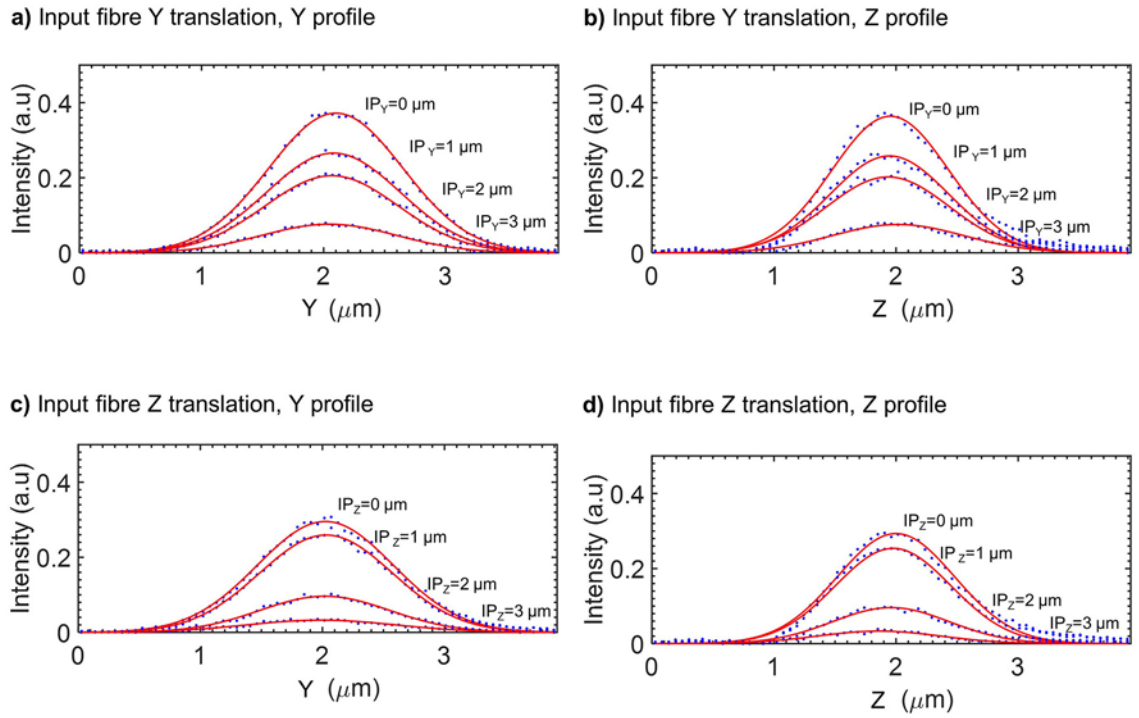 a) Input fibre Y translation, Y profile
Intensity (a.u)
0.4
0.2
0
IPY=0 µm
IPY=1 µm
IPY=2 µm
IPY=3 µm
0 1 2 3
Y (µm)
b) Input fibre Y translation, Z profile
Intensity (a.u)
0.4
0.2
0
IPY=0 µm
IPY=1 µm
IPY=2 µm
IPY=3 µm
0 1 2 3
Z (µm)
c) Input fibre Z translation, Y profile
Intensity (a.u)
0.4
0.2
0
IPZ=0 µm
IPZ=1 µm
IPZ=2 µm
IPZ=3 µm
0 1 2 3
Y (µm)
d) Input fibre Z translation, Z profile
Intensity (a.u)
0.4
0.2
0
IPZ=0 µm
IPZ=1 µm
IPZ=2 µm
IPZ=3 µm
0 1 2 3
Z (µm)